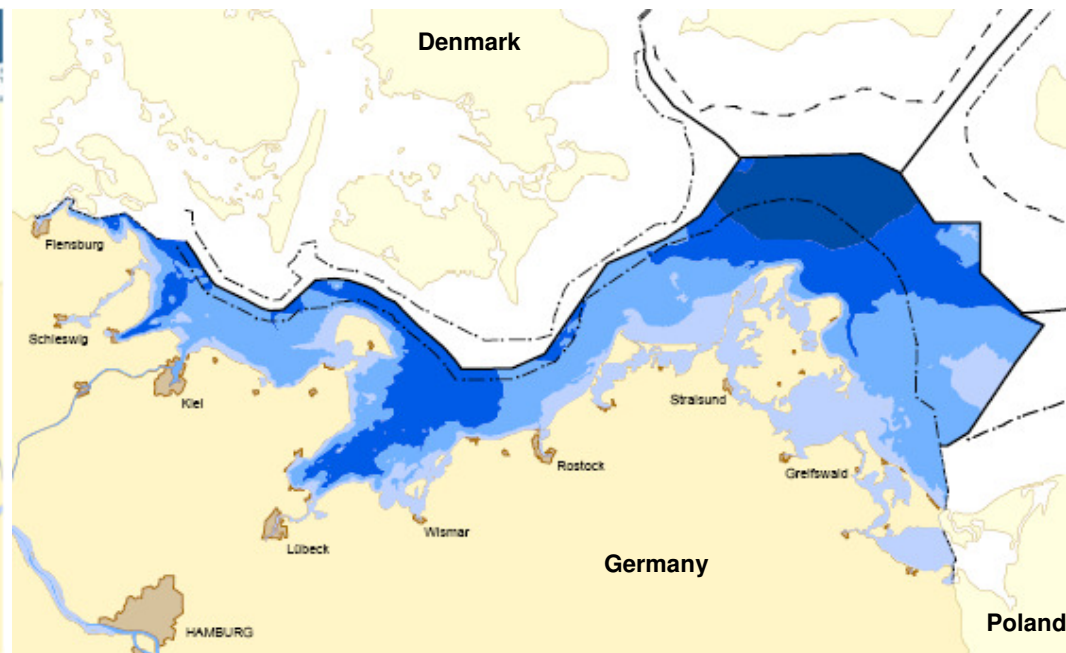 Denmark
Flensburg
Schleswig
Kiel
Stralsund
Rostock
Greifswald
Wismar
Lübeck
Germany
Poland
HAMBURG